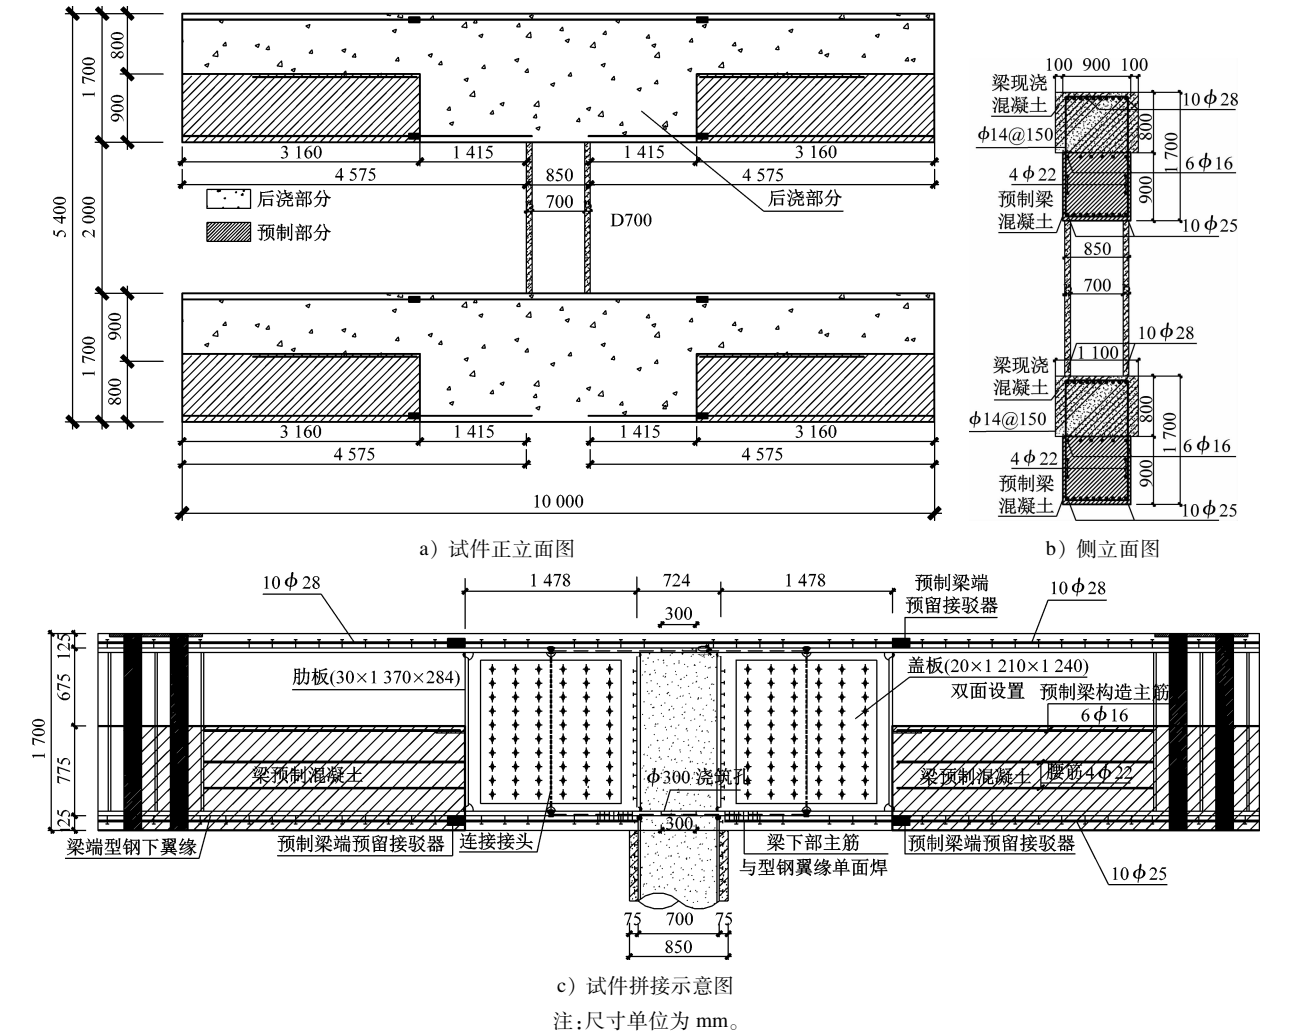 800
900
1 700
2 000
5 400
900
800
1 700
3 160
1 415
1 415
3 160
4 575
850
4 575
700
后浇部分
预制部分
D700
后浇部分
3 160
1 415
1 415
3 160
4 575
4 575
10 000
a）试件正立面图
100 900 100
梁现浇
混凝土
10ϕ28
ϕ14@150
800
1 700
6ϕ16
4ϕ22
900
预制梁
混凝土
10ϕ25
850
700
10ϕ28
1 100
梁现浇
混凝土
ϕ14@150
800
1 700
6ϕ16
4ϕ22
900
预制梁
混凝土
10ϕ25
b）侧立面图
10ϕ28
1 478
724
1 478
预制梁端
预留接驳器
10ϕ28
300
125
675
775
125
1 700
肋板(30×1 370×284)
盖板(20×1 210×1 240)
双面设置
预制梁构造主筋
6ϕ16
梁预制混凝土
ϕ300 浇筑孔
梁预制混凝土
腰筋4ϕ22
300
梁端型钢下翼缘
预制梁端预留接驳器
连接接头
梁下部主筋
与型钢翼缘单面焊
预制梁端预留接驳器
10ϕ25
75 700 75
850
c）试件拼接示意图
注:尺寸单位为 mm。